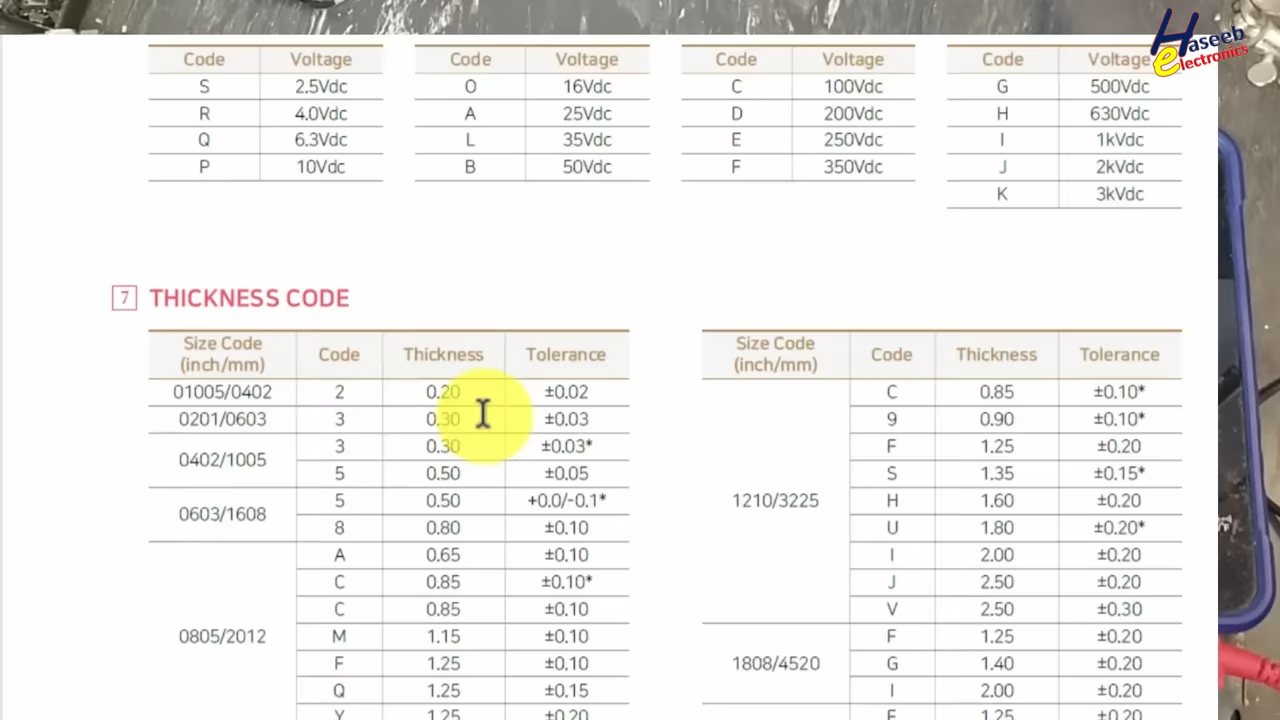 Haseeb
electronics
Code Voltage Code Voltage Code Voltage Code Voltage
S 2.5Vdc O 16Vdc C 100Vdc G 500Vdc
R 4.0Vdc A 25Vdc D 200Vdc H 630Vdc
Q 6.3Vdc L 35Vdc E 250Vdc I 1kVdc
P 10Vdc B 50Vdc F 350Vdc J 2kVdc
K 3kVdc
7 THICKNESS CODE
Size Code
(inch/mm) Code Thickness Tolerance
01005/0402 2 0.20 ±0.02
0201/0603 3 0.30 ±0.03
0402/1005 3 0.30 ±0.03*
5 0.50 ±0.05
0603/1608 5 0.50 +0.0/-0.1*
8 0.80 ±0.10
0805/2012 A 0.65 ±0.10
C 0.85 ±0.10*
C 0.85 ±0.10
M 1.15 ±0.10
F 1.25 ±0.10
Q 1.25 ±0.15
Y 1.25 ±0.20
Size Code
(inch/mm) Code Thickness Tolerance
1210/3225 C 0.85 ±0.10*
9 0.90 ±0.10*
F 1.25 ±0.20
S 1.35 ±0.15*
H 1.60 ±0.20
U 1.80 ±0.20*
I 2.00 ±0.20
J 2.50 ±0.20
V 2.50 ±0.30
1808/4520 F 1.25 ±0.20
G 1.40 ±0.20
I 2.00 ±0.20
1.25 ±0.20